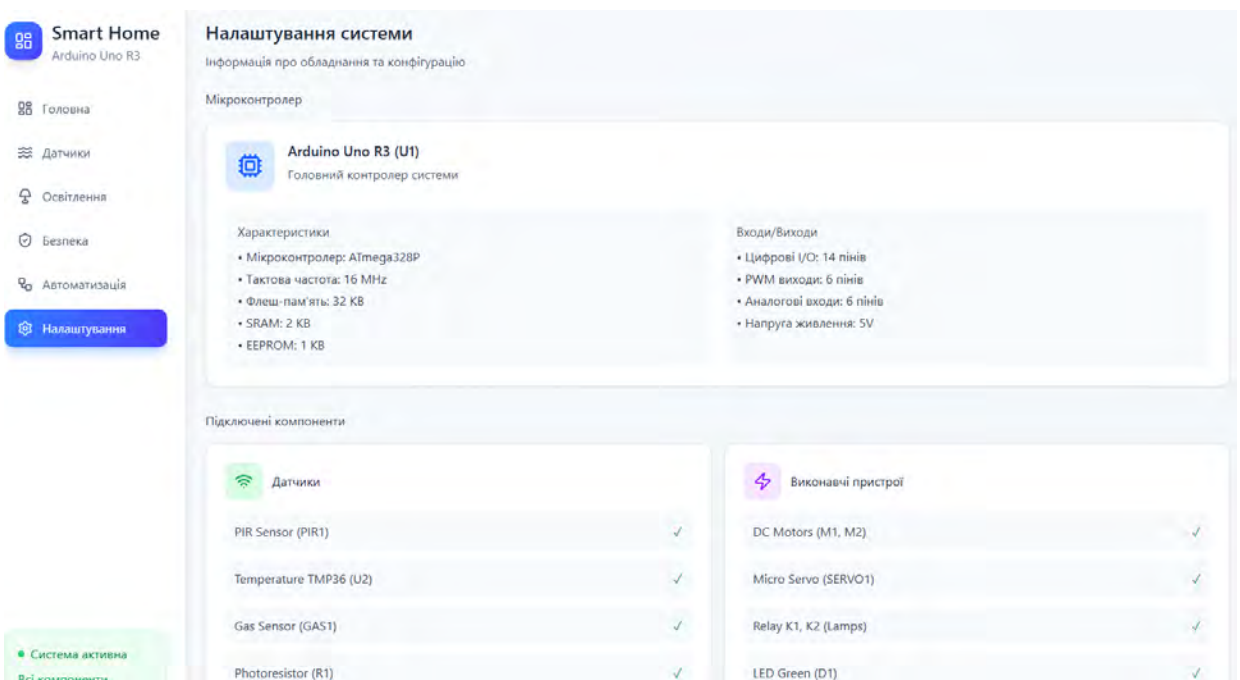 Smart Home
Arduino Uno R3
Головна
Датчики
Освітлення
Безпека
Автоматизація
Налаштування
Система активна
Всі компоненти
Налаштування системи
Інформація про обладнання та конфігурацію
Мікроконтролер
Arduino Uno R3 (U1)
Головний контролер системи
Характеристики
• Мікроконтролер: ATmega328P
• Тактова частота: 16 MHz
• Флеш-пам'ять: 32 KB
• SRAM: 2 KB
• EEPROM: 1 KB
Входи/Виходи
• Цифрові I/O: 14 пінів
• PWM виходи: 6 пінів
• Аналогові входи: 6 пінів
• Напруга живлення: 5V
Підключені компоненти
Датчики
PIR Sensor (PIR1) ✓
Temperature TMP36 (U2) ✓
Gas Sensor (GAS1) ✓
Photoresistor (R1) ✓
Виконавчі пристрої
DC Motors (M1, M2) ✓
Micro Servo (SERVO1) ✓
Relay K1, K2 (Lamps) ✓
LED Green (D1) ✓